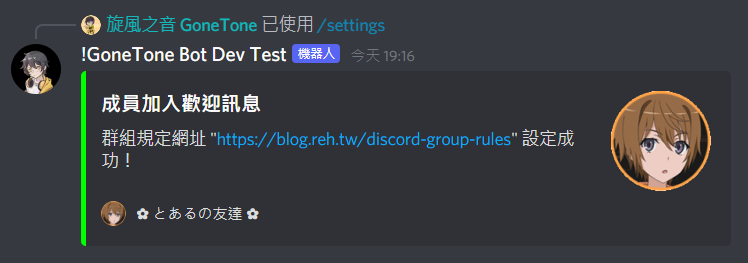 旋風之音 GoneTone 已使用 /settings
!GoneTone Bot Dev Test 機器人 今天 19:16
成員加入歡迎訊息
群組規定網址 "https://blog.reh.tw/discord-group-rules" 設定成
功！
✿ とあるの友達 ✿